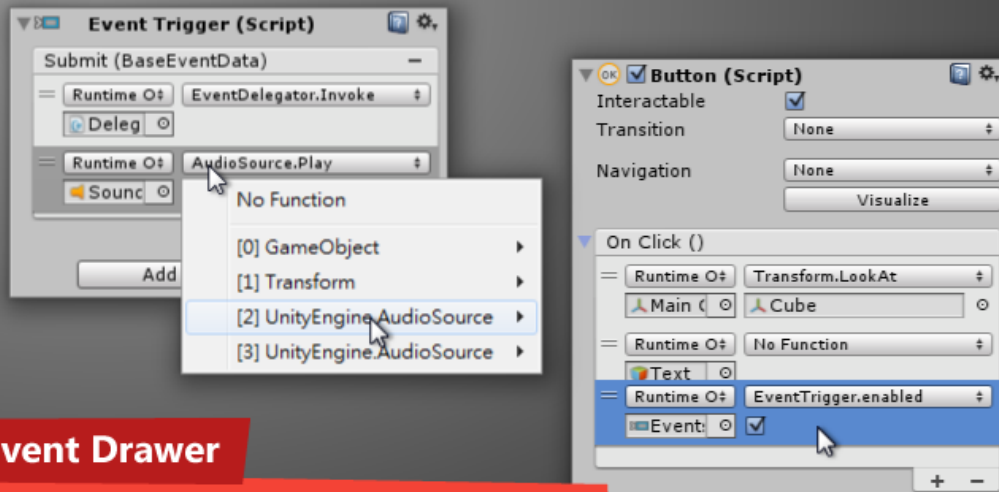 Event Trigger (Script)
Submit (BaseEventData)
Runtime O
EventDelegator.Invoke
Deleg
Runtime O
AudioSource.Play
Sounc
No Function
[0] GameObject
[1] Transform
[2] UnityEngine.AudioSource
[3] UnityEngine.AudioSource
Add
vent Drawer
OK Button (Script)
Interactable
Transition
None
Navigation
None
Visualize
On Click ()
Runtime O
Transform.LookAt
Main C
Cube
Runtime O
No Function
Text
Runtime O
EventTrigger.enabled
Event: